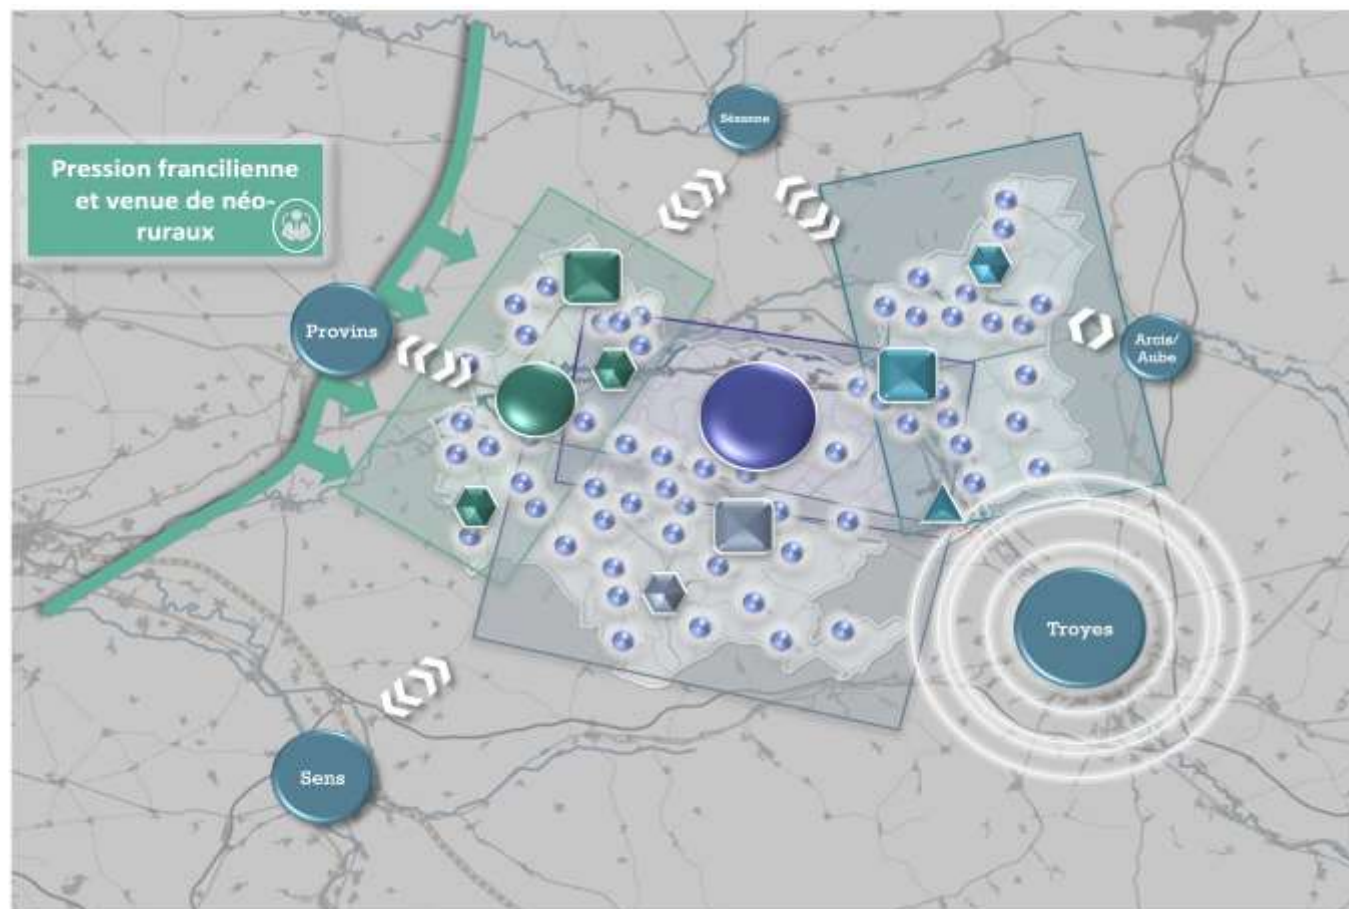 Sézanne
Pression francilienne
et venue de néo-
ruraux
Provins
Arcis/
Aube
Troyes
Sens